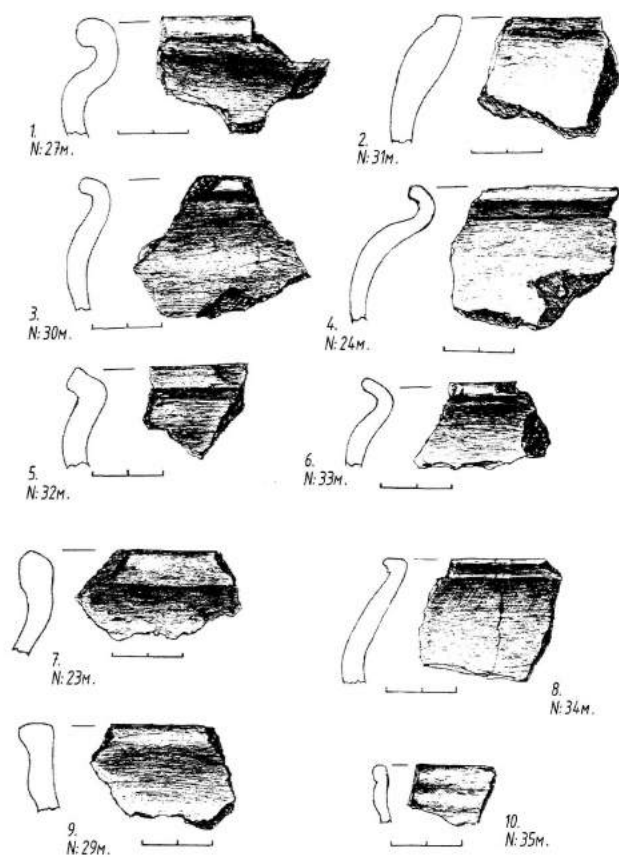 1.
N: 27м.
2.
N: 31м.
3.
N: 30м.
4.
N: 24м.
5.
N: 32м.
6.
N: 33м.
7.
N: 23м.
8.
N: 34м.
9.
N: 29м.
10.
N: 35м.